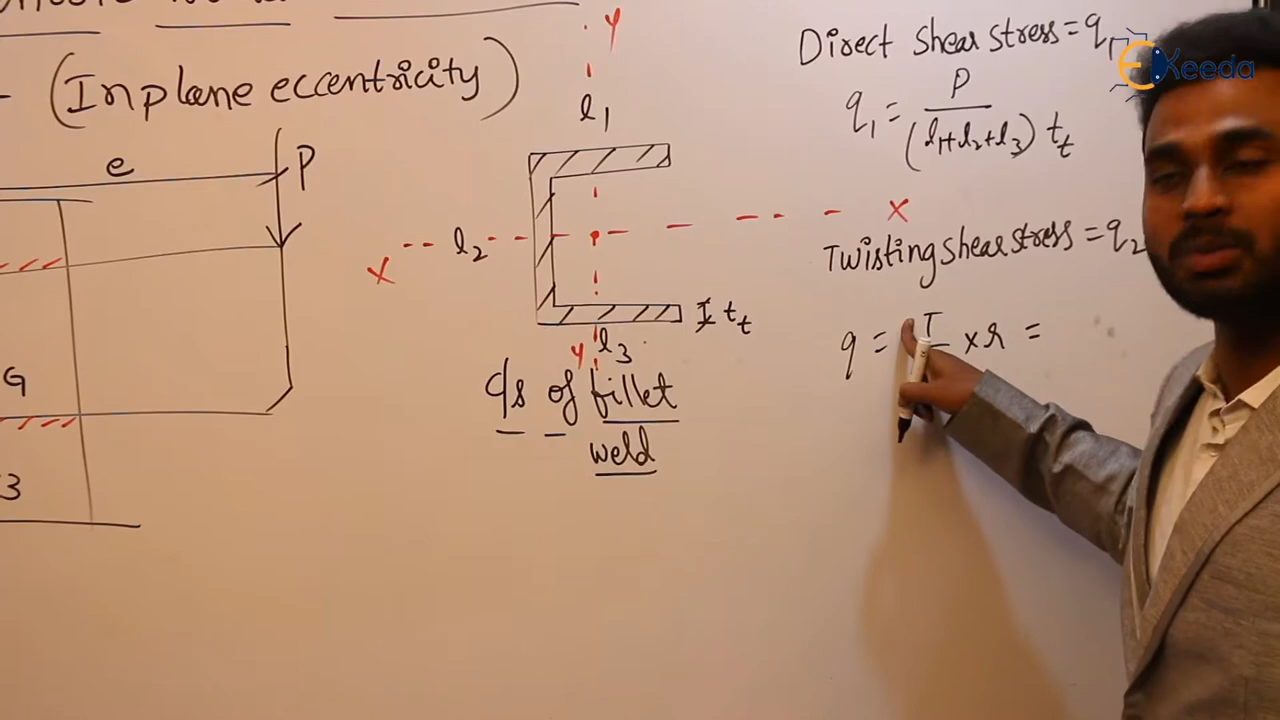 (Inplane eccentricity)
e
P
G
3
y
l₁
x
l₂
x
I tₜ
y
l₃
C/s of fillet
weld
Direct shear stress = q₁
q₁ = P / (l₁+l₂+l₃) tₜ
Twisting shear stress = q₂
q = T × r =
Ekeeda